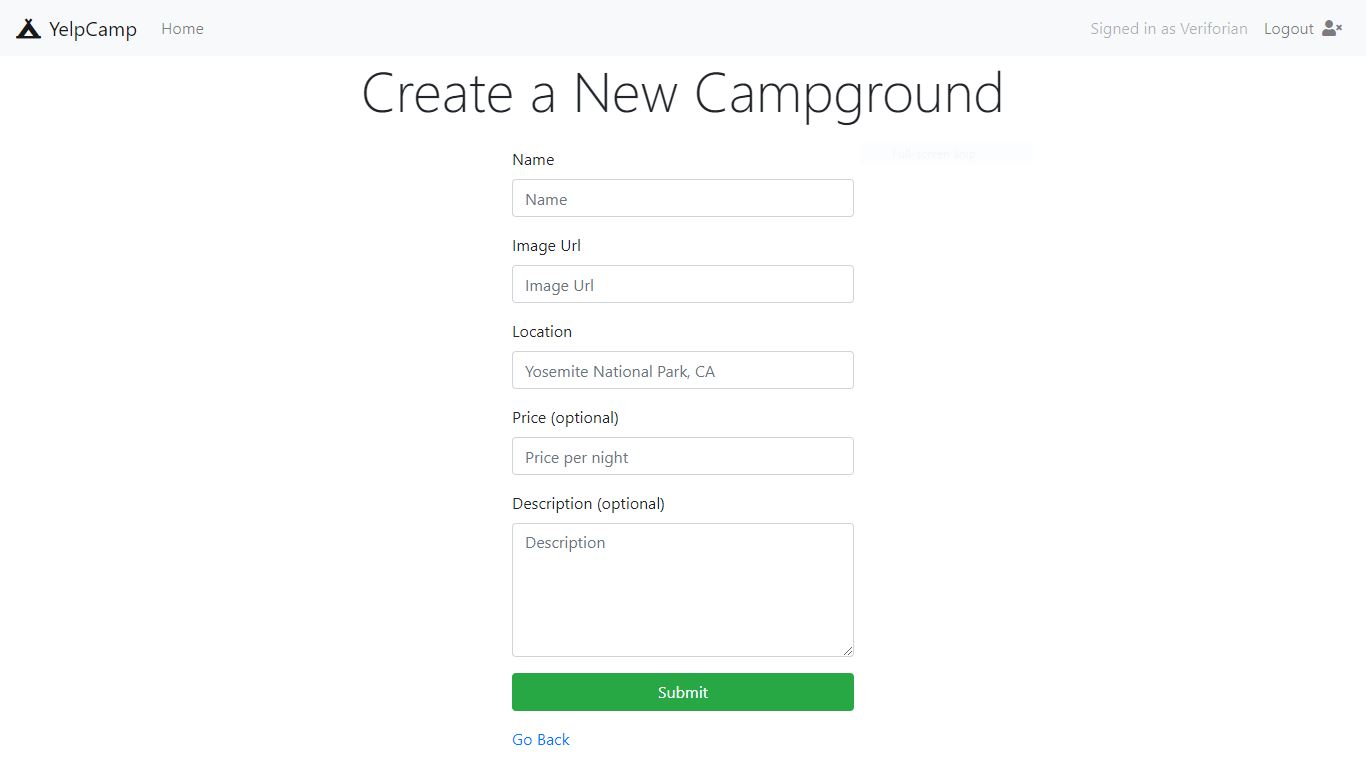 YelpCamp Home Signed in as Veriforian Logout
Create a New Campground
Name
Full-screen Snip
Name
Image Url
Image Url
Location
Yosemite National Park, CA
Price (optional)
Price per night
Description (optional)
Description
Submit
Go Back